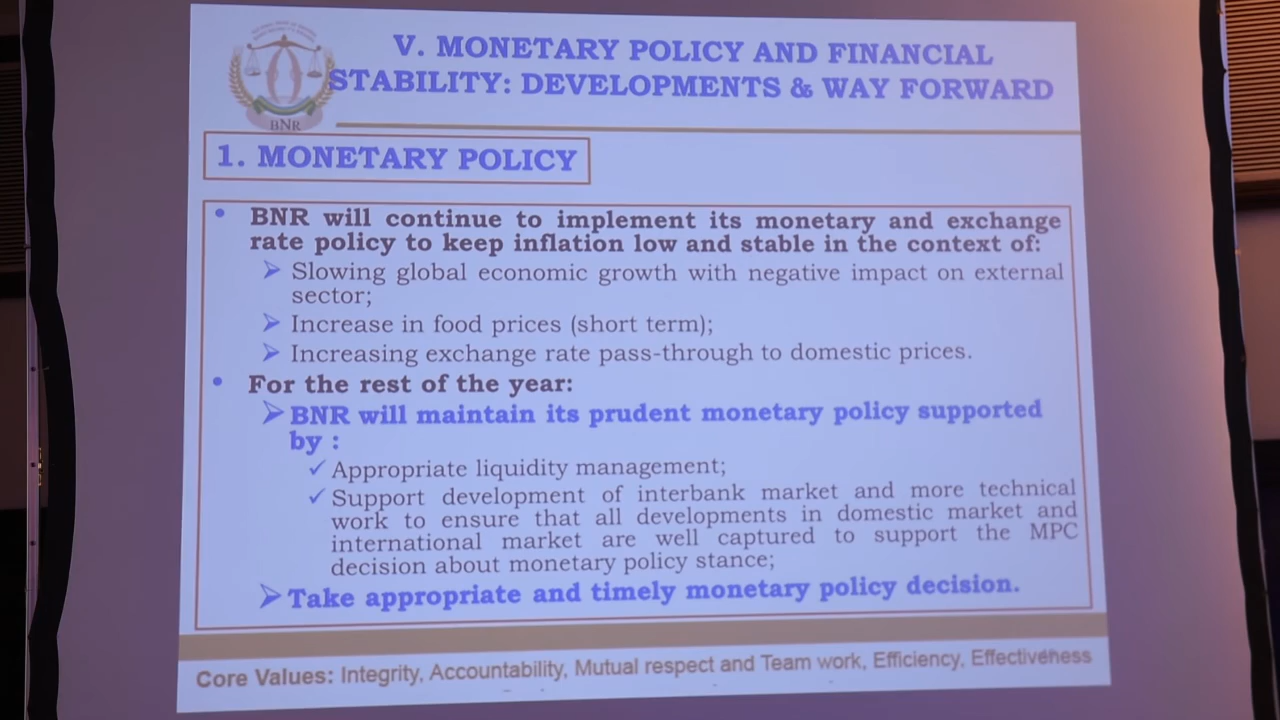 V. MONETARY POLICY AND FINANCIAL
STABILITY: DEVELOPMENTS & WAY FORWARD
BNR
1. MONETARY POLICY
• BNR will continue to implement its monetary and exchange
rate policy to keep inflation low and stable in the context of:
➢ Slowing global economic growth with negative impact on external
sector;
➢ Increase in food prices (short term);
➢ Increasing exchange rate pass-through to domestic prices.
• For the rest of the year:
➢ BNR will maintain its prudent monetary policy supported
by :
✓ Appropriate liquidity management;
✓ Support development of interbank market and more technical
work to ensure that all developments in domestic market and
international market are well captured to support the MPC
decision about monetary policy stance;
➢ Take appropriate and timely monetary policy decision.
Core Values: Integrity, Accountability, Mutual respect and Team work, Efficiency, Effectiveness